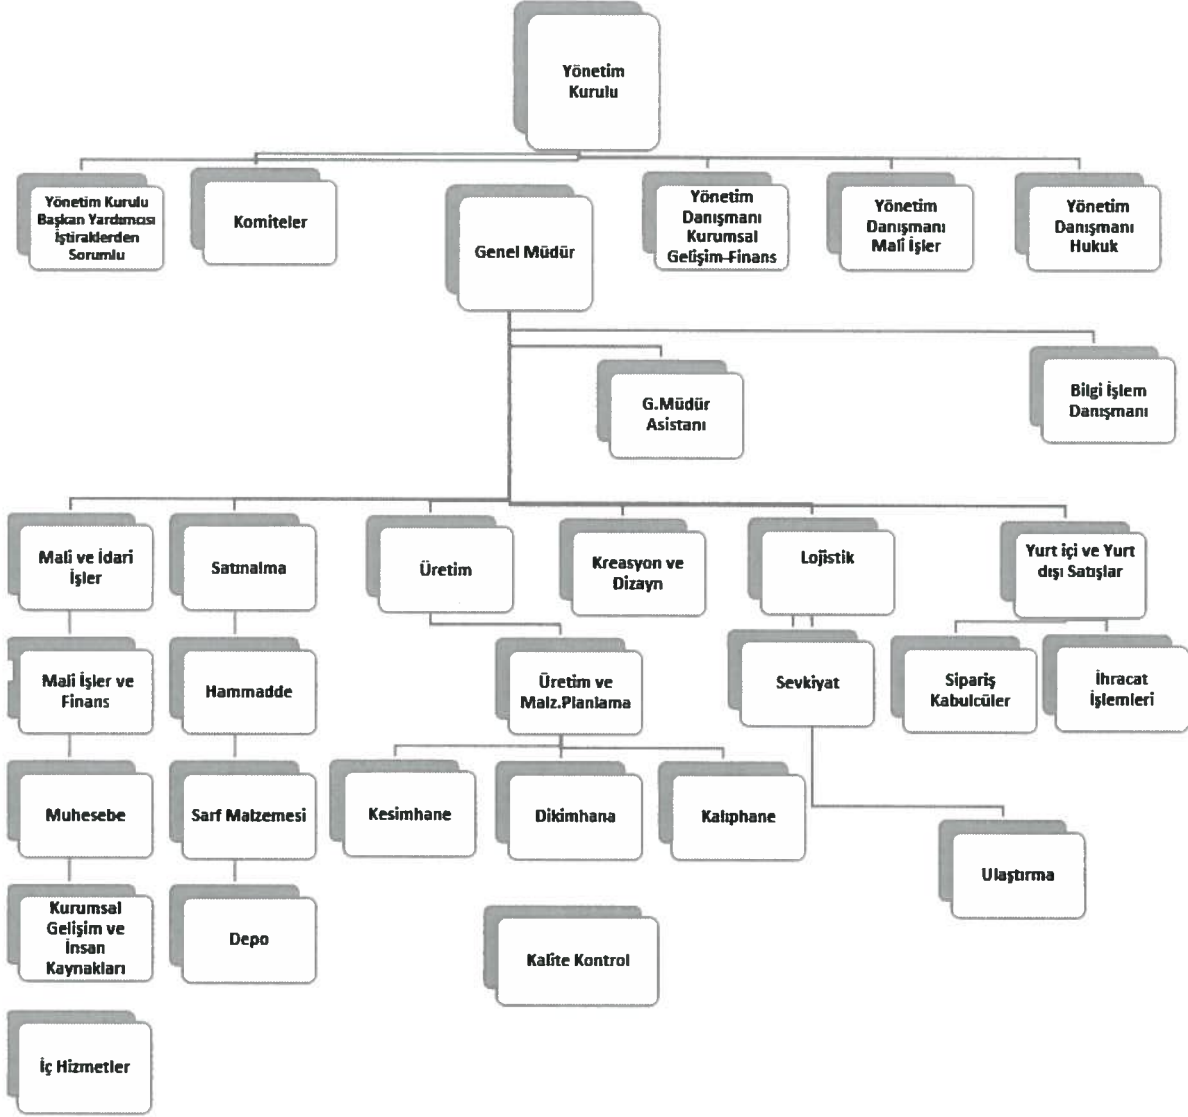 Yönetim
Kurulu
Yönetim Kurulu
Başkan Yardımcısı
İştiraklerden
Sorumlu
Komiteler
Genel Müdür
Yönetim
Danışmanı
Kurumsal
Gelişim-Finans
Yönetim
Danışmanı
Mali İşler
Yönetim
Danışmanı
Hukuk
G.Müdür
Asistanı
Bilgi İşlem
Danışmanı
Mali ve İdari
İşler
Satınalma
Üretim
Kreasyon ve
Dizayn
Lojistik
Yurt içi ve Yurt
dışı Satışlar
Mali İşler ve
Finans
Hammadde
Üretim ve
Malz.Planlama
Sevkiyat
Sipariş
Kabulcüler
İhracat
İşlemleri
Muhesebe
Sarf Malzemesi
Kesimhane
Dikimhana
Kalıphane
Ulaştırma
Kurumsal
Gelişim ve
İnsan
Kaynakları
Depo
Kalite Kontrol
İç Hizmetler